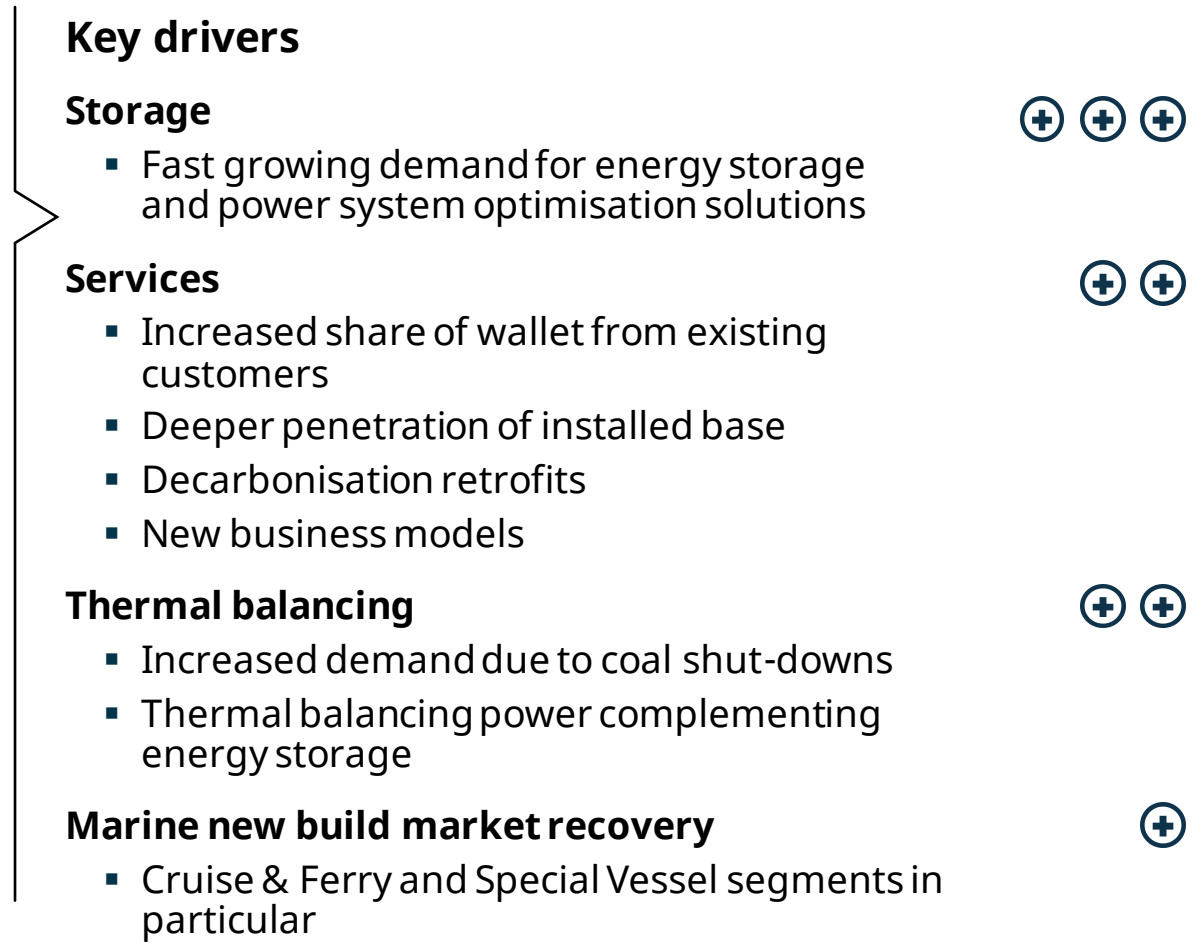 Key drivers
Storage
▪ Fast growing demand for energy storage
and power system optimisation solutions
Services
▪ Increased share of wallet from existing
customers
▪ Deeper penetration of installed base
▪ Decarbonisation retrofits
▪ New business models
Thermal balancing
▪ Increased demand due to coal shut-downs
▪ Thermal balancing power complementing
energy storage
Marine new build market recovery
▪ Cruise & Ferry and Special Vessel segments in
particular